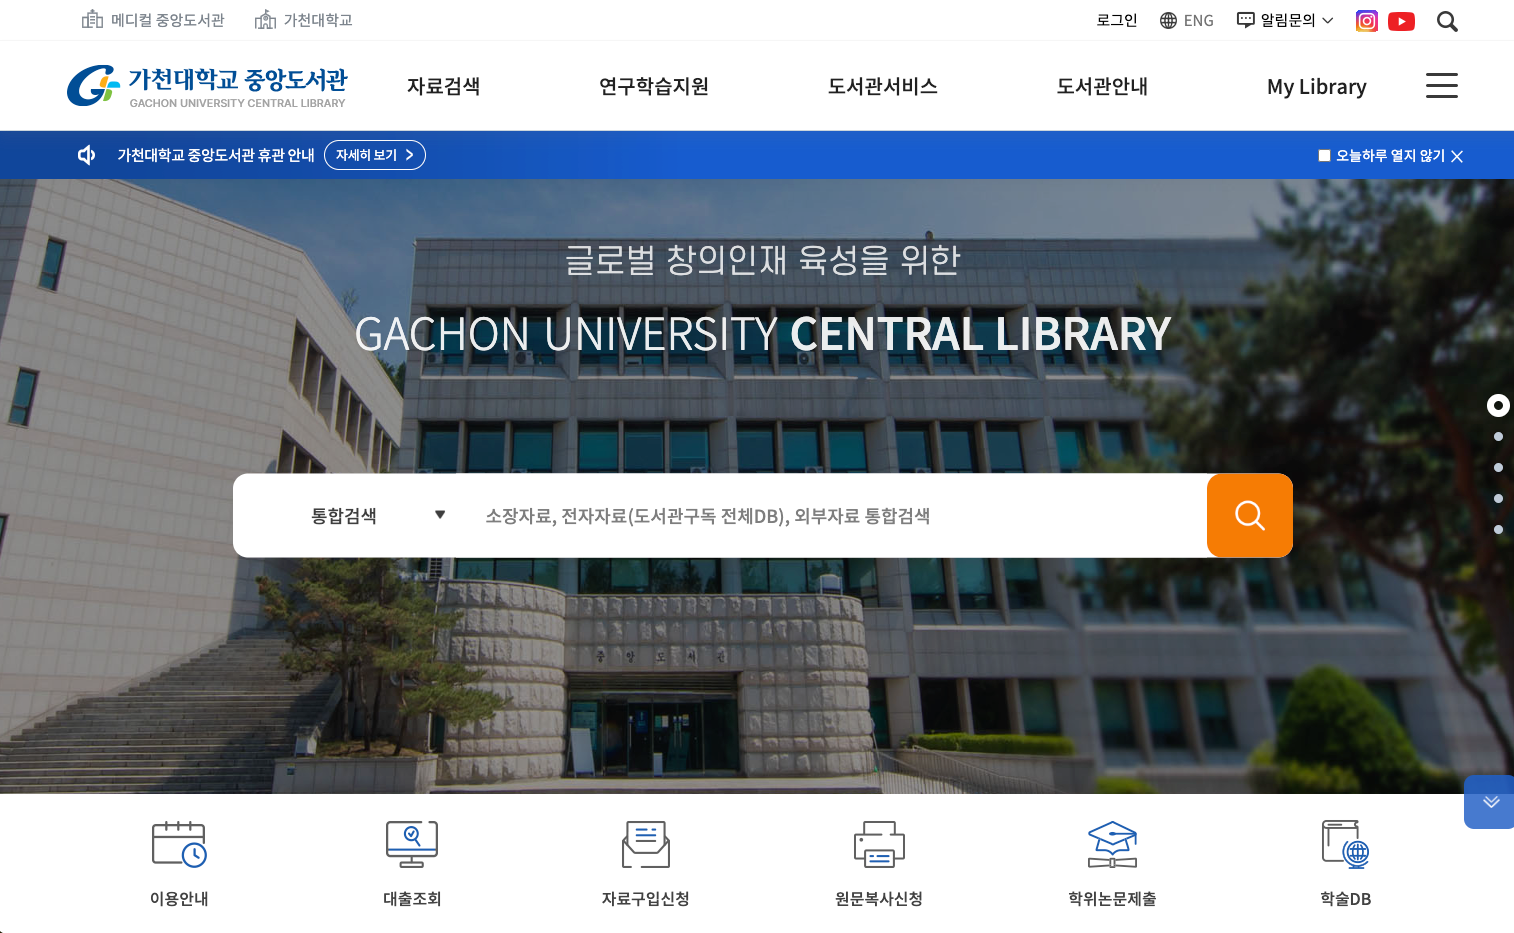 메디컬 중앙도서관 가천대학교 로그인 ENG 알림문의
가천대학교 중앙도서관
GACHON UNIVERSITY CENTRAL LIBRARY
자료검색 연구학습지원 도서관서비스 도서관안내 My Library
가천대학교 중앙도서관 휴관 안내 자세히 보기 오늘하루 열지 않기
글로벌 창의인재 육성을 위한
GACHON UNIVERSITY CENTRAL LIBRARY
통합검색 소장자료, 전자자료(도서관구독 전체DB), 외부자료 통합검색
중앙도서관
이용안내 대출조회 자료구입신청 원문복사신청 학위논문제출 학술DB